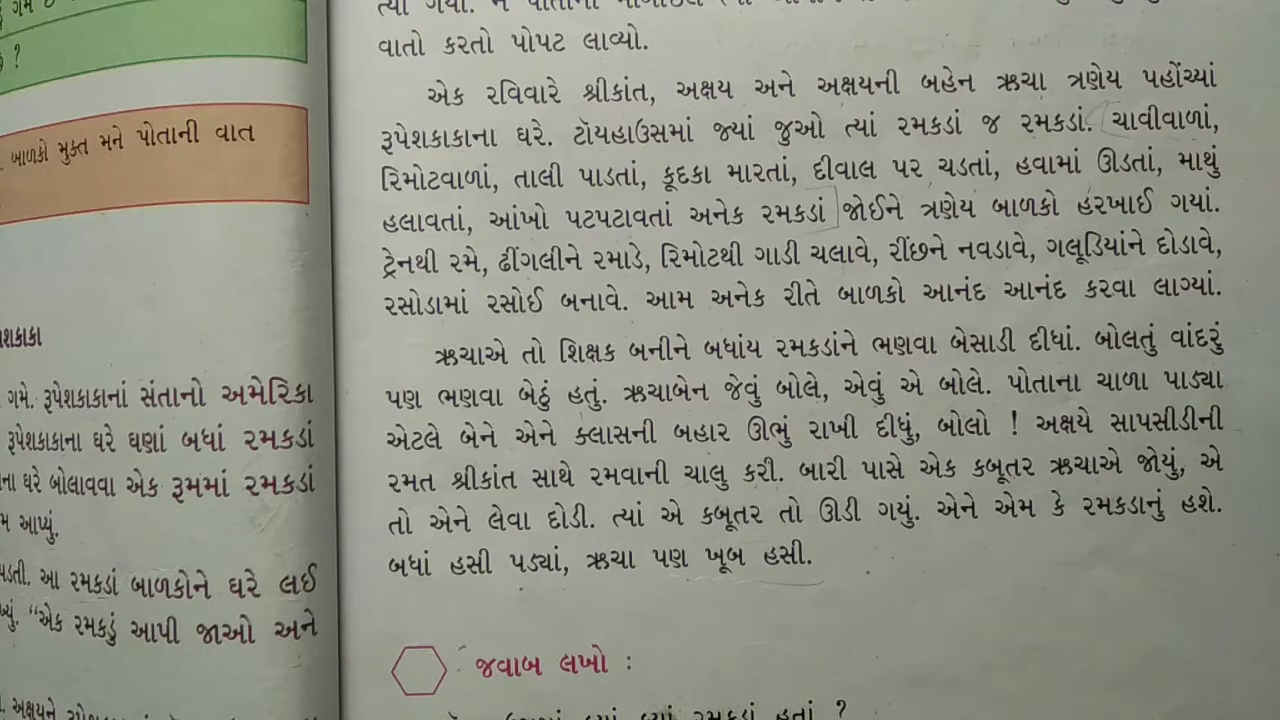 ?
બાળકો મુક્ત મને પોતાની વાત
ગમે. રૂપેશકાકાનાં સંતાનો અમેરિકા
રૂપેશકાકાના ઘરે ઘણાં બધાં રમકડાં
ઘરે બોલાવવા એક રૂમમાં રમકડાં
આપ્યું.
આ રમકડાં બાળકોને ઘરે લઈ
“એક રમકડું આપી જાઓ અને
અક્ષયને
વાતો કરતો પોપટ લાવ્યો.
એક રવિવારે શ્રીકાંત, અક્ષય અને અક્ષયની બહેન ઋચા ત્રણેય પહોંચ્યાં
રૂપેશકાકાના ઘરે. ટૉયહાઉસમાં જ્યાં જુઓ ત્યાં રમકડાં જ રમકડાં. ચાવીવાળાં,
રિમોટવાળાં, તાલી પાડતાં, કૂદકા મારતાં, દીવાલ પર ચડતાં, હવામાં ઊડતાં, માથું
હલાવતાં, આંખો પટપટાવતાં અનેક રમકડાં જોઈને ત્રણેય બાળકો હરખાઈ ગયાં.
ટ્રેનથી રમે, ઢીંગલીને રમાડે, રિમોટથી ગાડી ચલાવે, રીંછને નવડાવે, ગલૂડિયાંને દોડાવે,
રસોડામાં રસોઈ બનાવે. આમ અનેક રીતે બાળકો આનંદ આનંદ કરવા લાગ્યાં.
ઋચાએ તો શિક્ષક બનીને બધાંય રમકડાંને ભણવા બેસાડી દીધાં. બોલતું વાંદરું
પણ ભણવા બેઠું હતું. ઋચાબેન જેવું બોલે, એવું એ બોલે. પોતાના ચાળા પાડ્યા
એટલે બેને એને ક્લાસની બહાર ઊભું રાખી દીધું, બોલો ! અક્ષયે સાપસીડીની
રમત શ્રીકાંત સાથે રમવાની ચાલુ કરી. બારી પાસે એક કબૂતર ઋચાએ જોયું, એ
તો એને લેવા દોડી. ત્યાં એ કબૂતર તો ઊડી ગયું. એને એમ કે રમકડાનું હશે.
બધાં હસી પડ્યાં, ઋચા પણ ખૂબ હસી.
જવાબ લખો :
રમકડાં હતાં ?